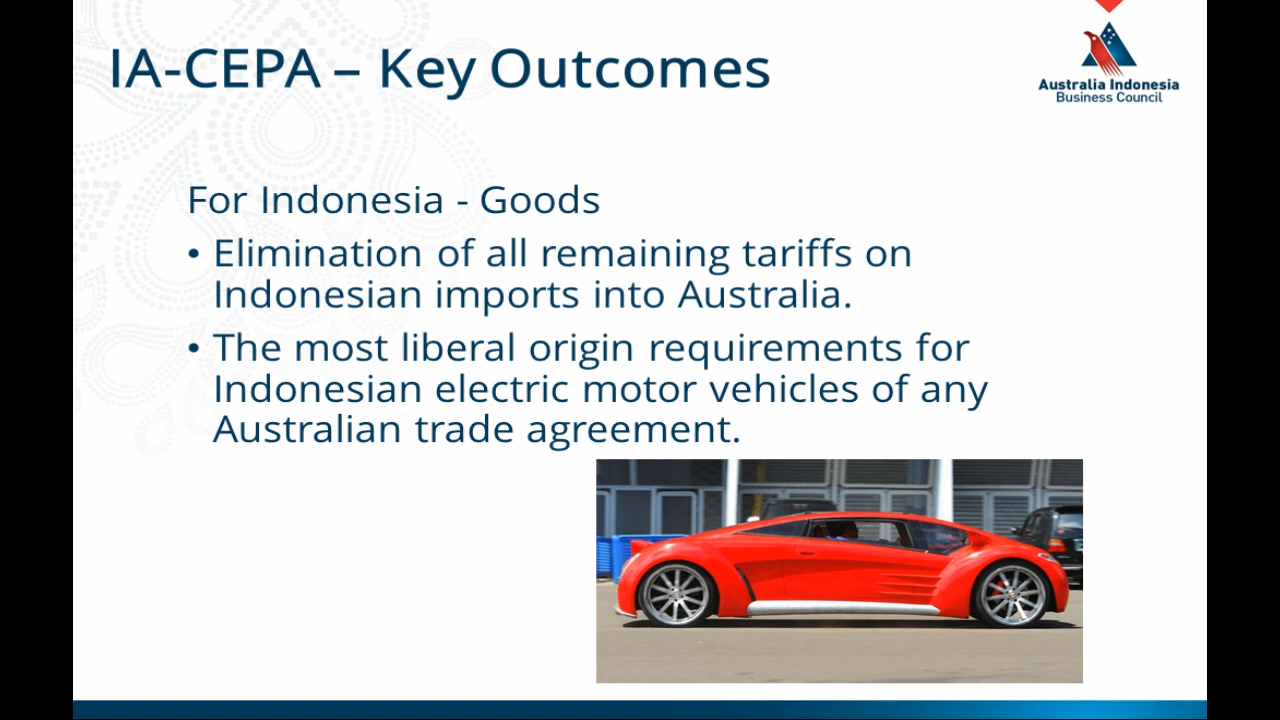 IA-CEPA – Key Outcomes
Australia Indonesia
Business Council
For Indonesia - Goods
• Elimination of all remaining tariffs on
Indonesian imports into Australia.
• The most liberal origin requirements for
Indonesian electric motor vehicles of any
Australian trade agreement.